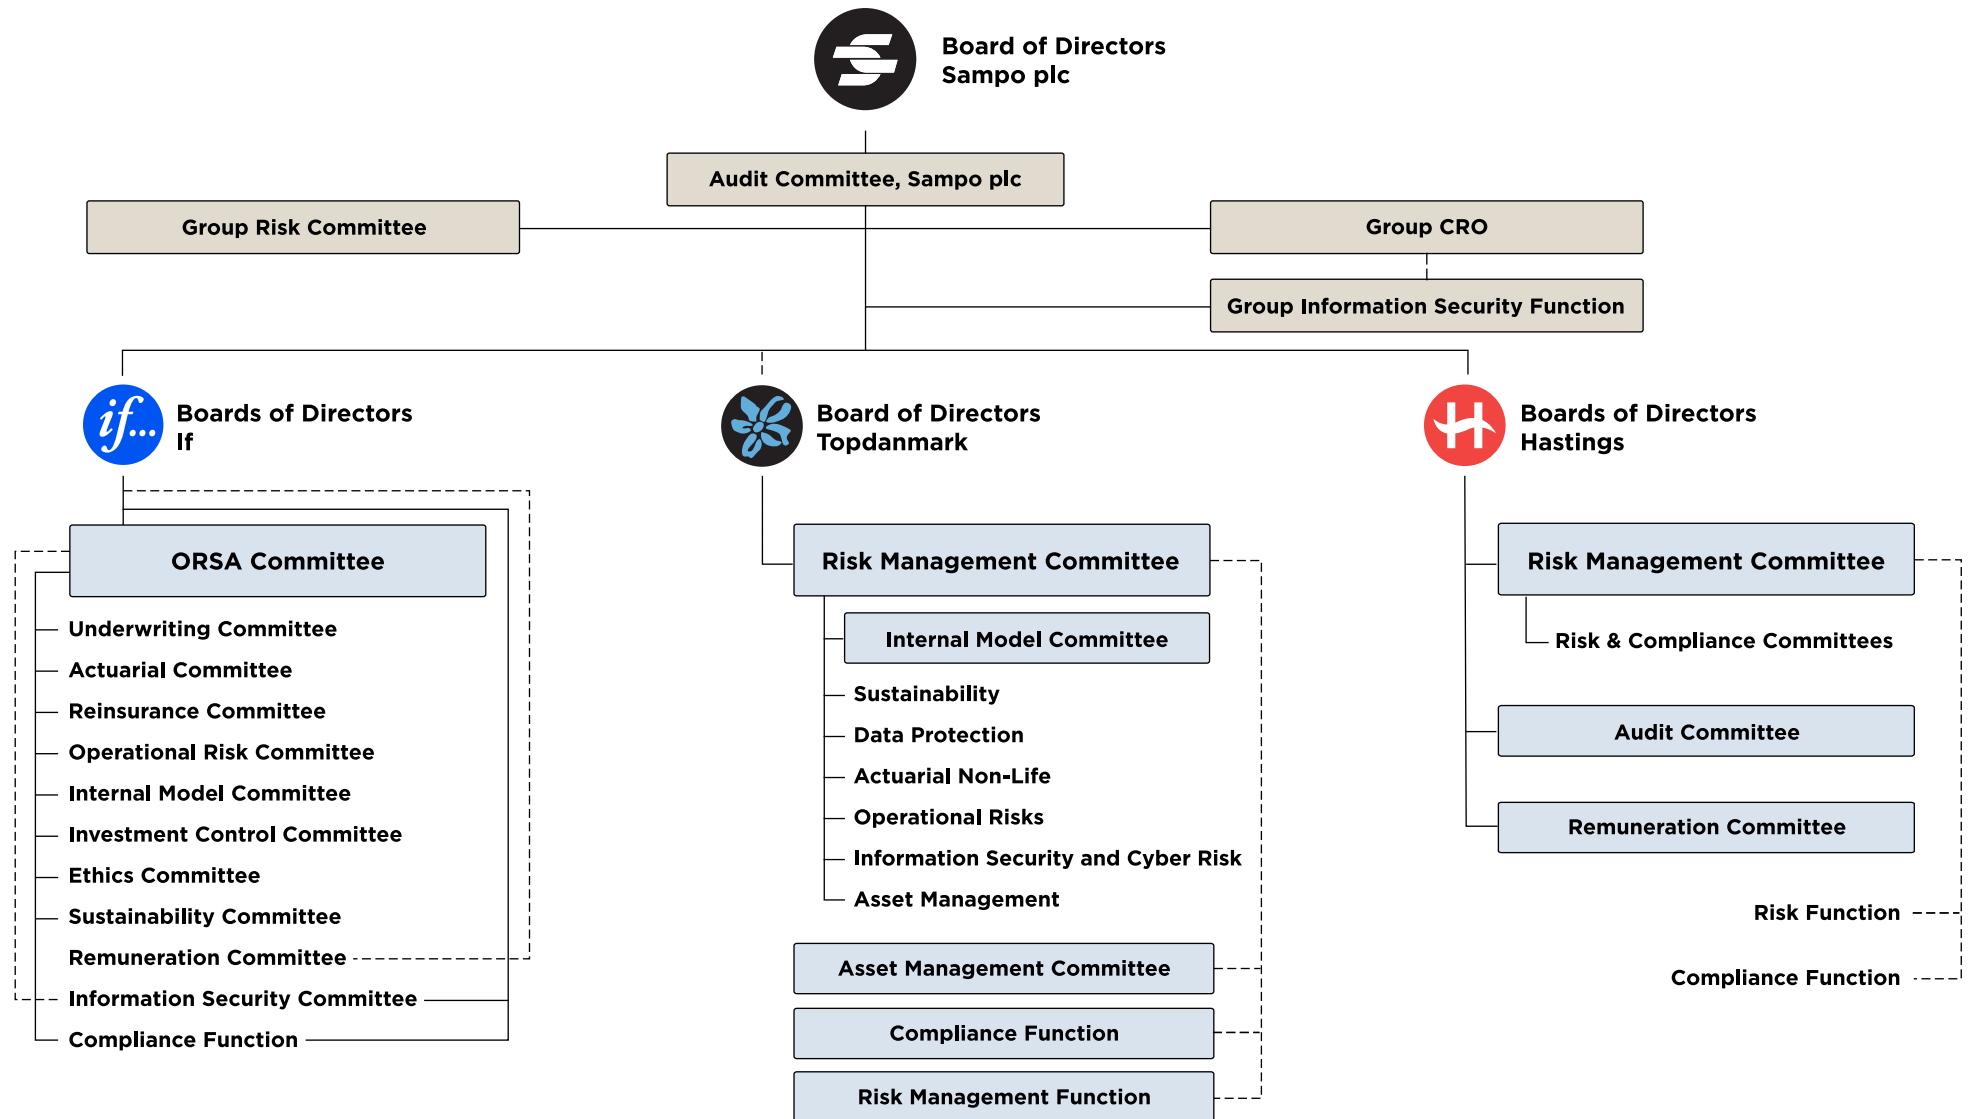 Board of Directors
Sampo plc
Audit Committee, Sampo plc
Group Risk Committee
Group CRO
Group Information Security Function
if...
Boards of Directors
If
Board of Directors
Topdanmark
H
Boards of Directors
Hastings
ORSA Committee
Underwriting Committee
Actuarial Committee
Reinsurance Committee
Operational Risk Committee
Internal Model Committee
Investment Control Committee
Ethics Committee
Sustainability Committee
Remuneration Committee
Information Security Committee
Compliance Function
Risk Management Committee
Internal Model Committee
Sustainability
Data Protection
Actuarial Non-Life
Operational Risks
Information Security and Cyber Risk
Asset Management
Asset Management Committee
Compliance Function
Risk Management Function
Risk Management Committee
Risk & Compliance Committees
Audit Committee
Remuneration Committee
Risk Function
Compliance Function